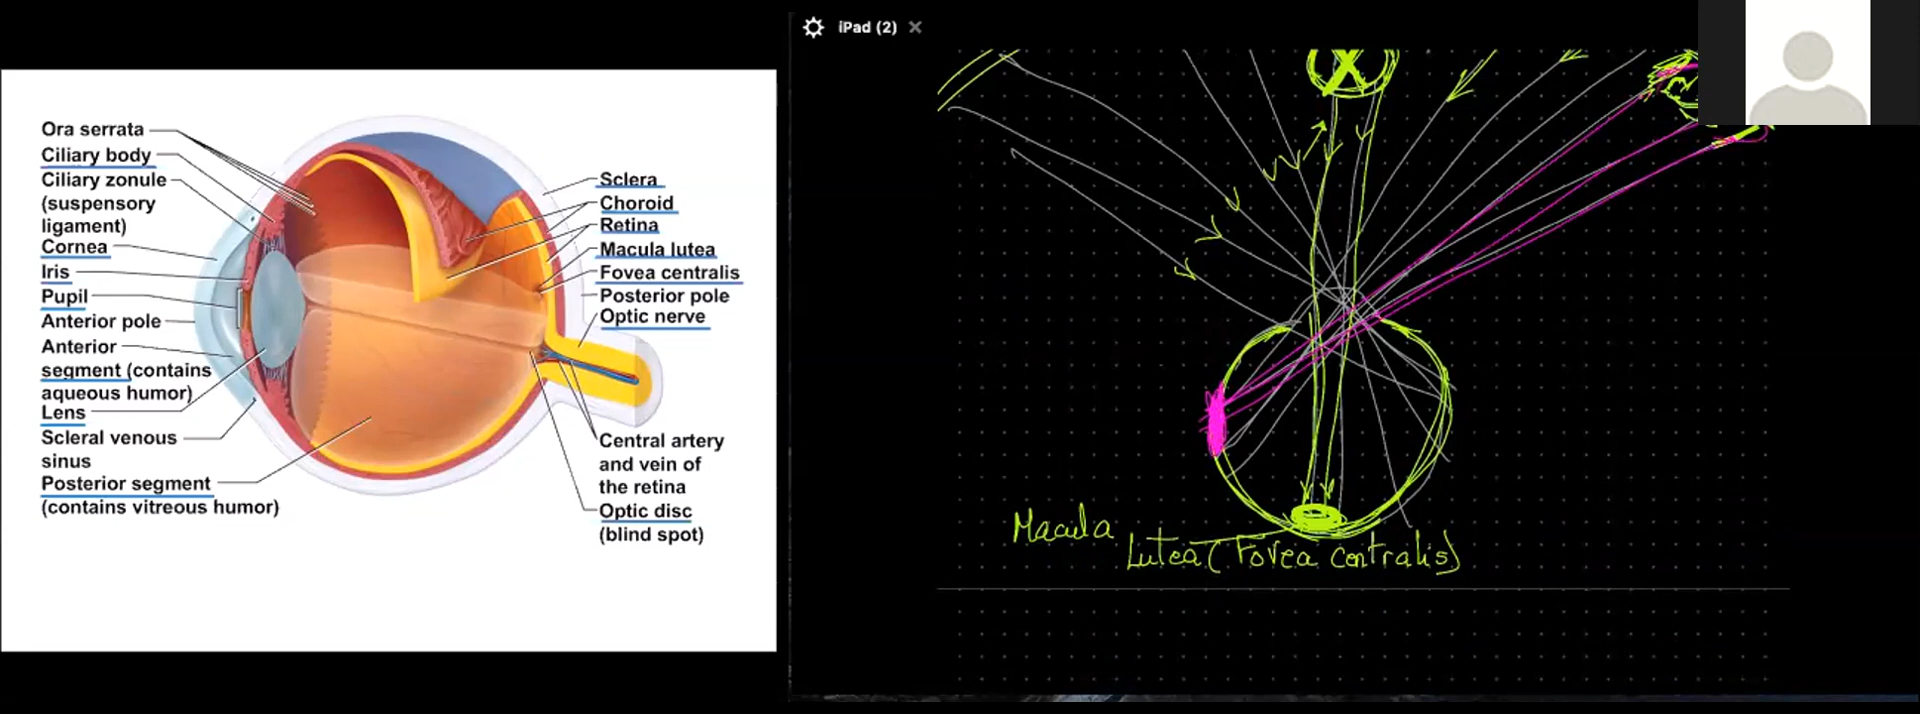 iPad (2)
Ora serrata
Ciliary body
Ciliary zonule
(suspensory
ligament)
Cornea
Iris
Pupil
Anterior pole
Anterior
segment (contains
aqueous humor)
Lens
Scleral venous
sinus
Posterior segment
(contains vitreous humor)
Sclera
Choroid
Retina
Macula lutea
Fovea centralis
Posterior pole
Optic nerve
Central artery
and vein of
the retina
Optic disc
(blind spot)
Macula
Lutea (Fovea centralis)